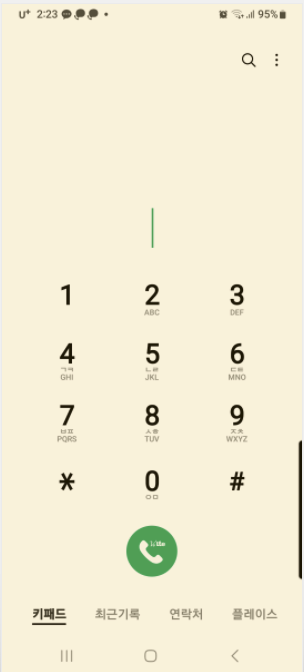 U+ 2:23 95%
1 2 3
ABC DEF
4 5 6
ㄱㅋ ㄴㄹ ㄷㅌ
GHI JKL MNO
7 8 9
ㅂㅍ ㅅㅎ ㅈㅊ
PQRS TUV WXYZ
* 0 #
ㅇㅁ
키패드 최근기록 연락처 플레이스